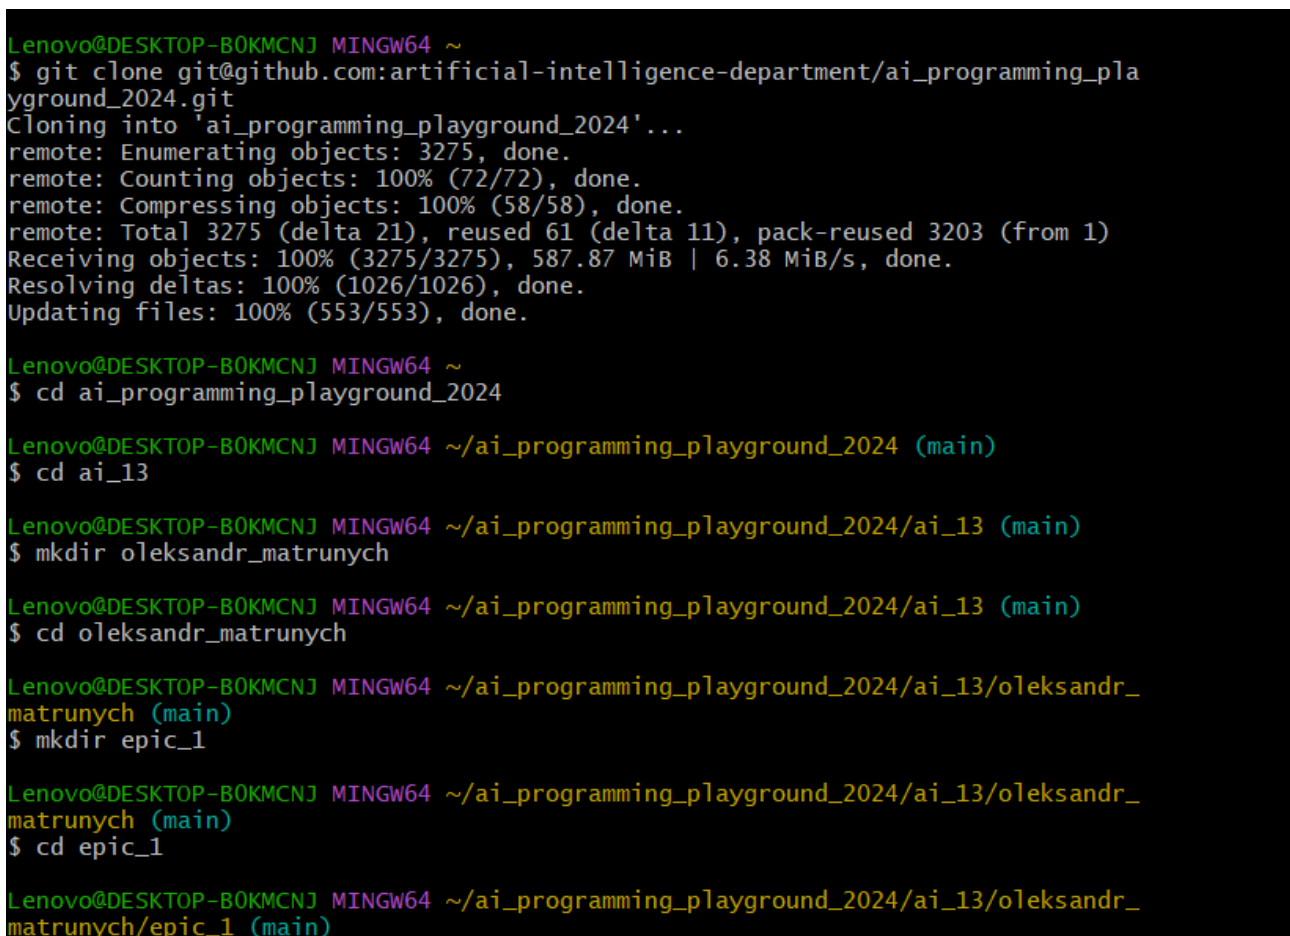 Lenovo@DESKTOP-B0KMCNJ MINGW64 ~
$ git clone git@github.com:artificial-intelligence-department/ai_programming_pla
yground_2024.git
Cloning into 'ai_programming_playground_2024'...
remote: Enumerating objects: 3275, done.
remote: Counting objects: 100% (72/72), done.
remote: Compressing objects: 100% (58/58), done.
remote: Total 3275 (delta 21), reused 61 (delta 11), pack-reused 3203 (from 1)
Receiving objects: 100% (3275/3275), 587.87 MiB | 6.38 MiB/s, done.
Resolving deltas: 100% (1026/1026), done.
Updating files: 100% (553/553), done.
Lenovo@DESKTOP-B0KMCNJ MINGW64 ~
$ cd ai_programming_playground_2024
Lenovo@DESKTOP-B0KMCNJ MINGW64 ~/ai_programming_playground_2024 (main)
$ cd ai_13
Lenovo@DESKTOP-B0KMCNJ MINGW64 ~/ai_programming_playground_2024/ai_13 (main)
$ mkdir oleksandr_matrunych
Lenovo@DESKTOP-B0KMCNJ MINGW64 ~/ai_programming_playground_2024/ai_13 (main)
$ cd oleksandr_matrunych
Lenovo@DESKTOP-B0KMCNJ MINGW64 ~/ai_programming_playground_2024/ai_13/oleksandr_
matrunych (main)
$ mkdir epic_1
Lenovo@DESKTOP-B0KMCNJ MINGW64 ~/ai_programming_playground_2024/ai_13/oleksandr_
matrunych (main)
$ cd epic_1
Lenovo@DESKTOP-B0KMCNJ MINGW64 ~/ai_programming_playground_2024/ai_13/oleksandr_
matrunych/epic_1 (main)